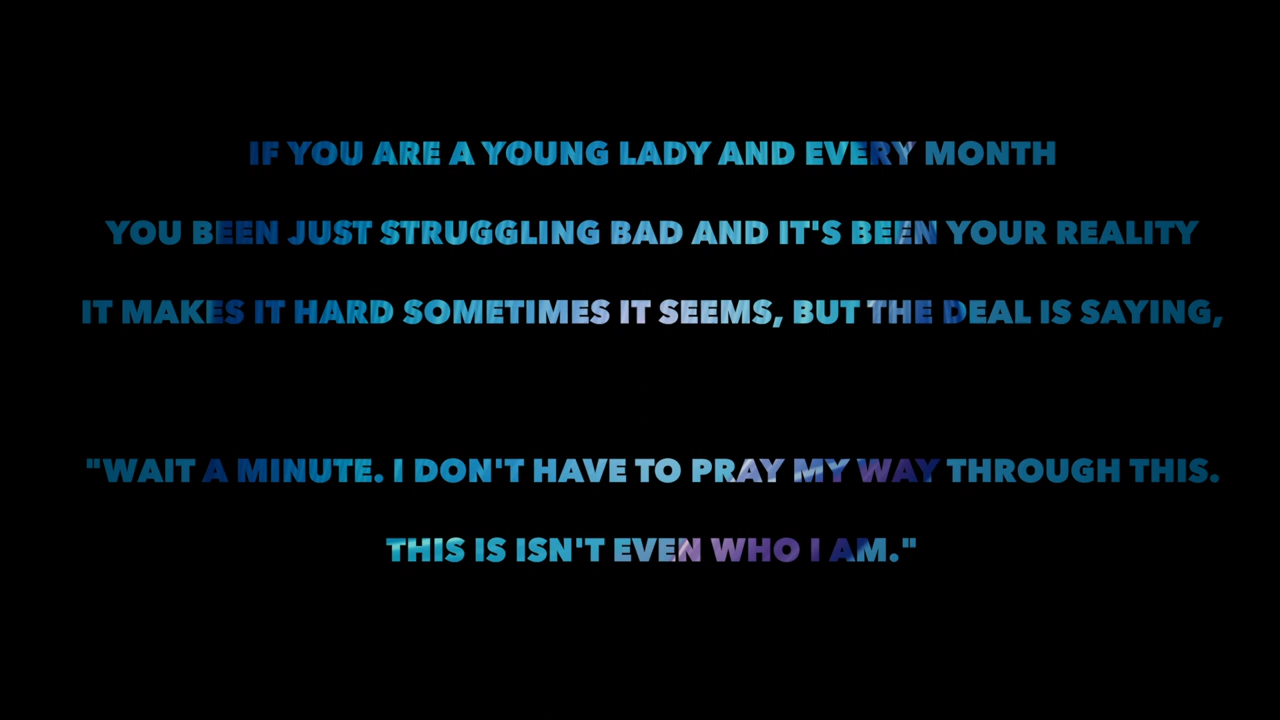 IF YOU ARE A YOUNG LADY AND EVERY MONTH
YOU BEEN JUST STRUGGLING BAD AND IT'S BEEN YOUR REALITY
IT MAKES IT HARD SOMETIMES IT SEEMS, BUT THE DEAL IS SAYING,
"WAIT A MINUTE. I DON'T HAVE TO PRAY MY WAY THROUGH THIS.
THIS IS ISN'T EVEN WHO I AM."